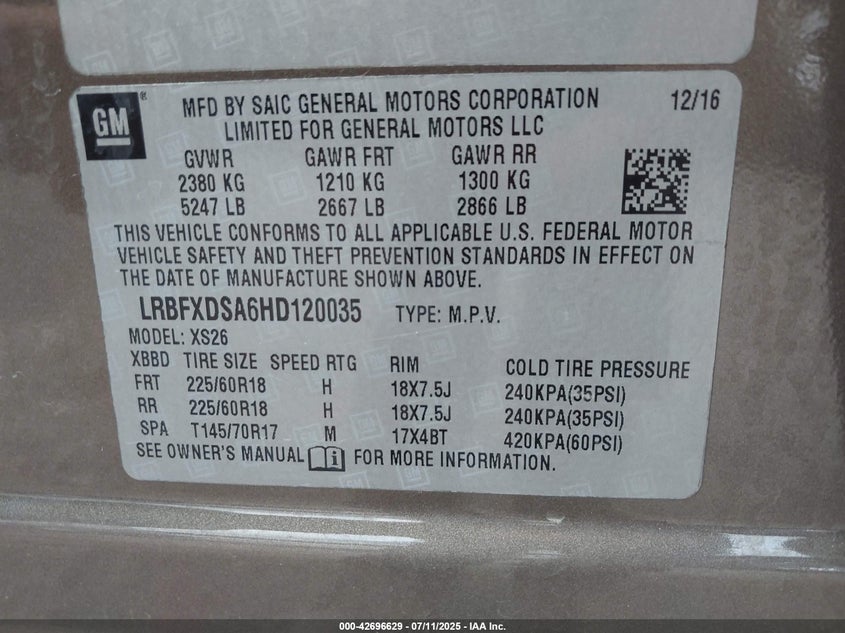 GM ® MFD BY SAIC GENERAL MOTORS CORPORATION 12/16
LIMITED FOR GENERAL MOTORS LLC
GVWR GAWR FRT GAWR RR
2380 KG 1210 KG 1300 KG
5247 LB 2667 LB 2866 LB
THIS VEHICLE CONFORMS TO ALL APPLICABLE U.S. FEDERAL MOTOR
VEHICLE SAFETY AND THEFT PREVENTION STANDARDS IN EFFECT ON
THE DATE OF MANUFACTURE SHOWN ABOVE.
LRBFXDSA6HD120035 TYPE: M.P.V.
MODEL: XS26
XBBD TIRE SIZE SPEED RTG RIM COLD TIRE PRESSURE
FRT 225/60R18 H 18X7.5J 240KPA(35PSI)
RR 225/60R18 H 18X7.5J 240KPA(35PSI)
SPA T145/70R17 M 17X4BT 420KPA(60PSI)
SEE OWNER'S MANUAL i FOR MORE INFORMATION.
000-42696629 - 07/11/2025 - IAA Inc.